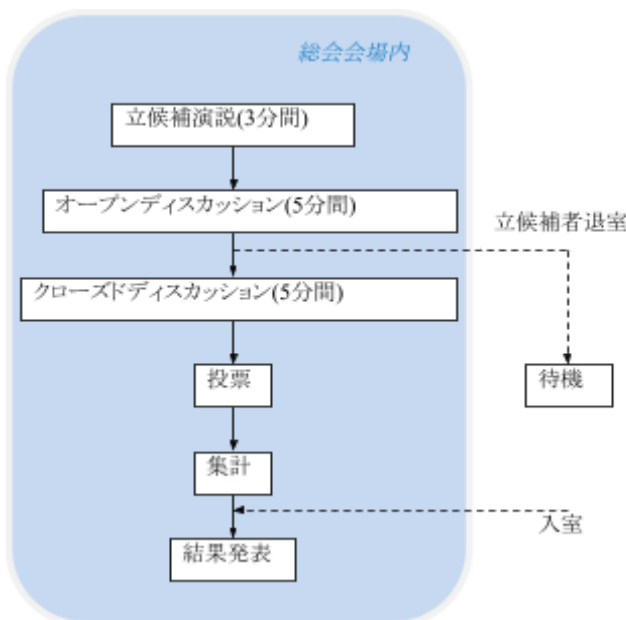 総会会場内
立候補演説(3分間)
オープンディスカッション(5分間)
立候補者退室
クローズドディスカッション(5分間)
投票
待機
集計
入室
結果発表